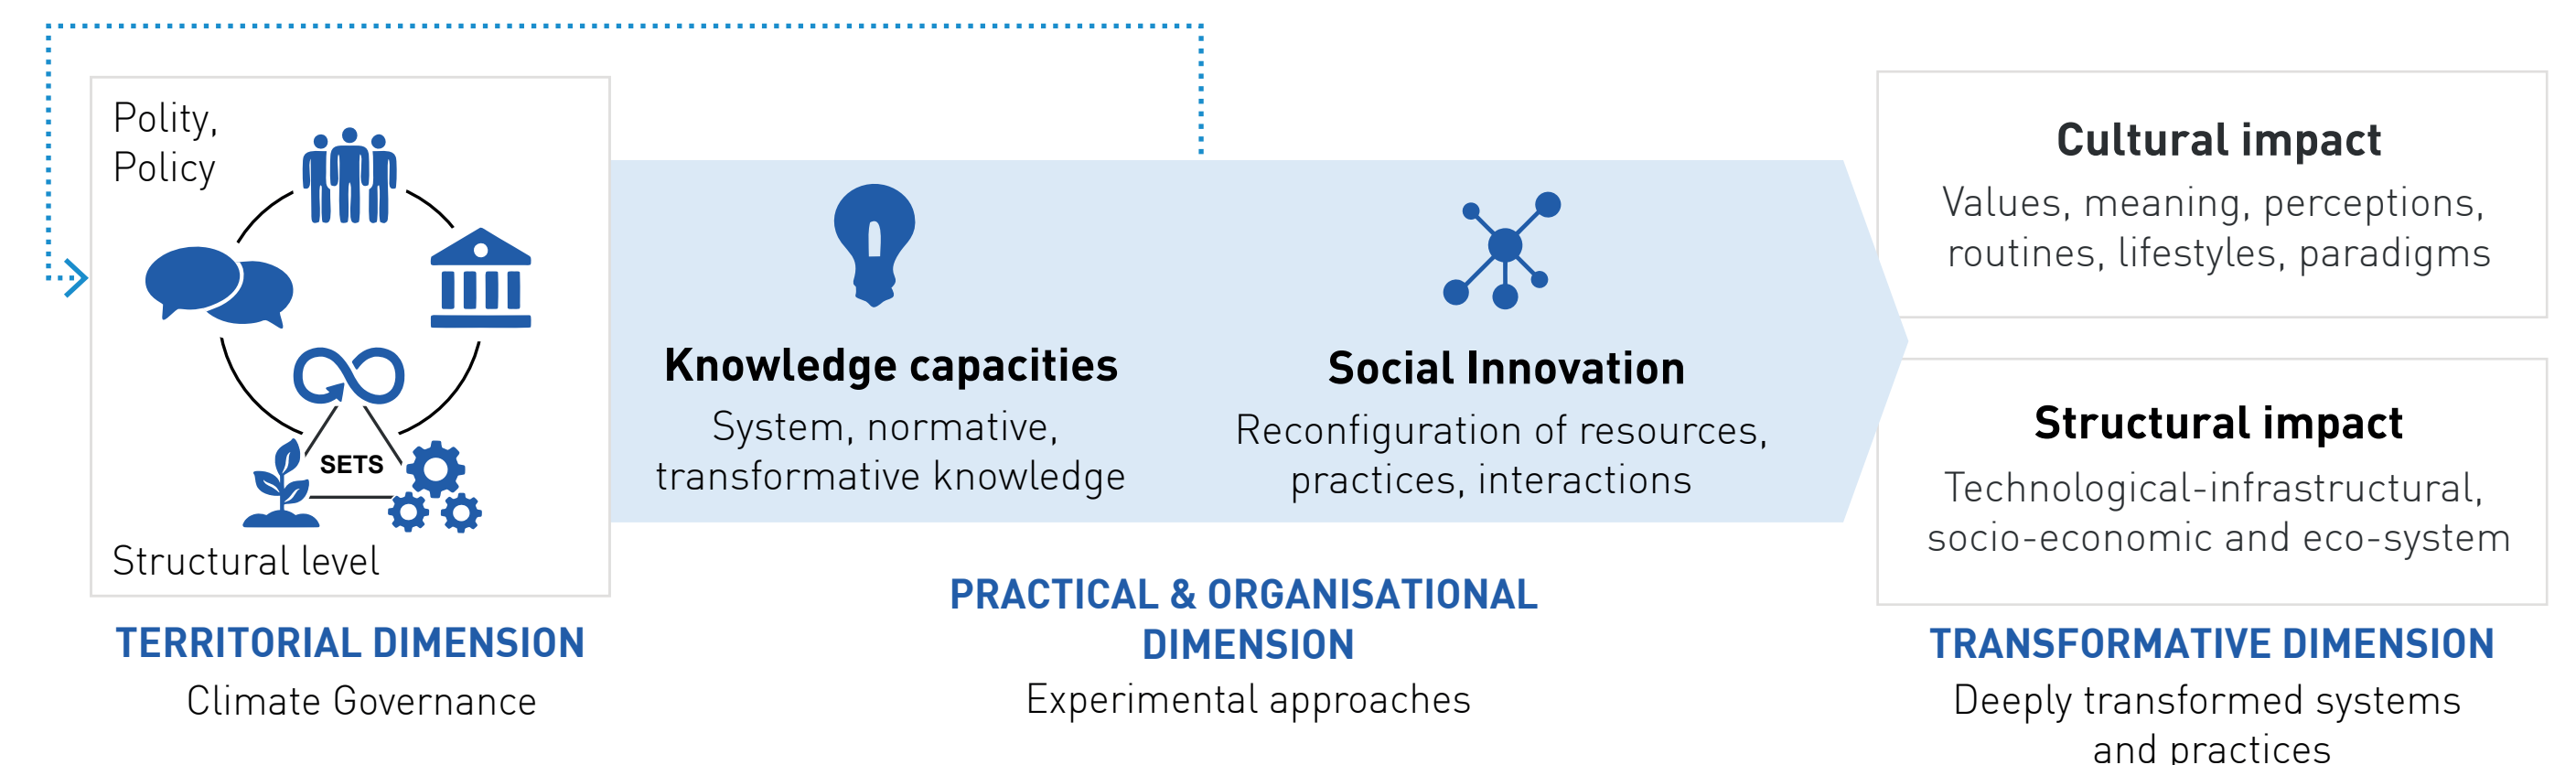 Polity,
Policy
SETS
Structural level
TERRITORIAL DIMENSION
Climate Governance
Knowledge capacities
System, normative,
transformative knowledge
Social Innovation
Reconfiguration of resources,
practices, interactions
PRACTICAL & ORGANISATIONAL
DIMENSION
Experimental approaches
Cultural impact
Values, meaning, perceptions,
routines, lifestyles, paradigms
Structural impact
Technological-infrastructural,
socio-economic and eco-system
TRANSFORMATIVE DIMENSION
Deeply transformed systems
and practices